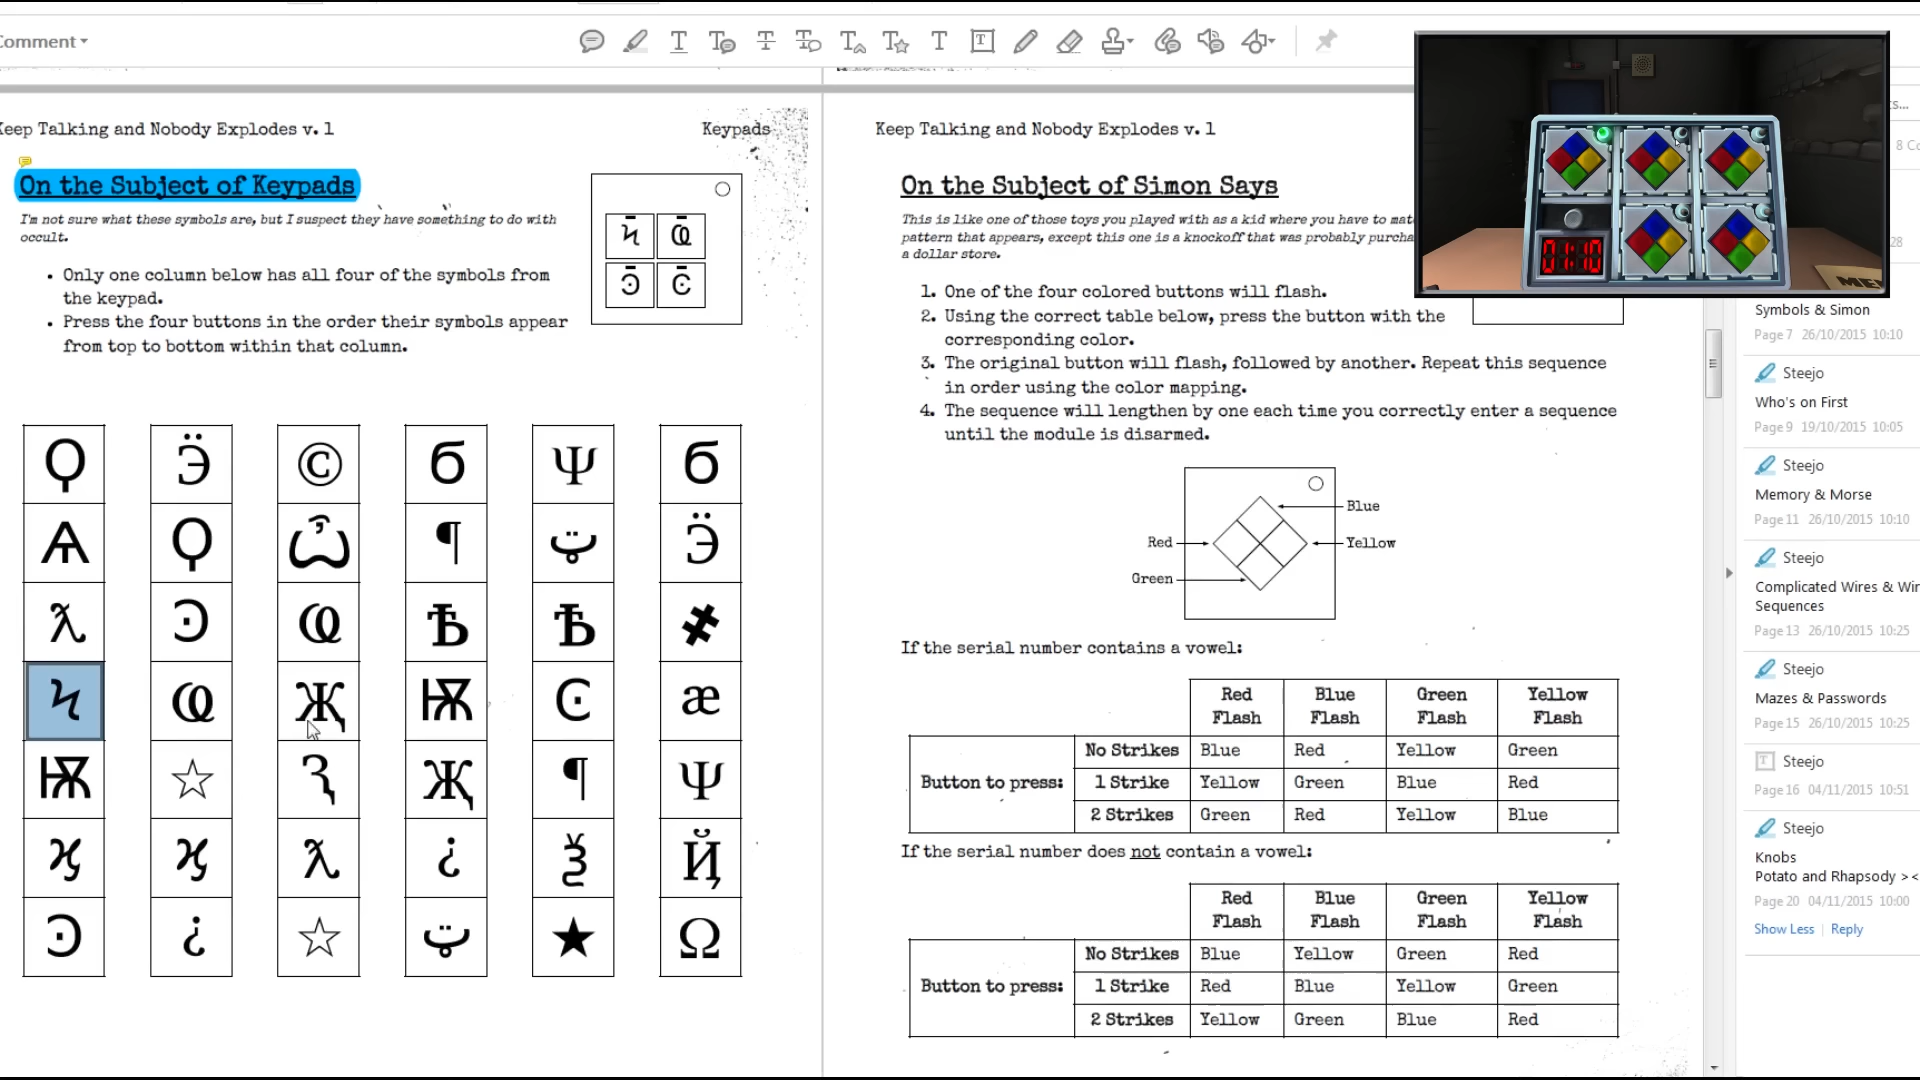 Comment
Keep Talking and Nobody Explodes v. 1
Keypads
On the Subject of Keypads
I'm not sure what these symbols are, but I suspect they have something to do with
occult.
• Only one column below has all four of the symbols from
the keypad.
• Press the four buttons in the order their symbols appear
from top to bottom within that column.
Ϙ Ӭ © б Ψ б
Ѧ Ϙ Ѽ ¶ ټ Ӭ
ƛ Ͽ Ҩ Ѣ Ѣ ҂
Ϟ Ҩ Җ Ѭ Ͼ æ
Ѭ ☆ Ԇ Җ ¶ Ψ
ϗ ϗ ƛ ¿ Ѯ Ҋ
Ͽ ¿ ☆ ټ ★ Ω
Keep Talking and Nobody Explodes v. 1
On the Subject of Simon Says
This is like one of those toys you played with as a kid where you have to
pattern that appears, except this one is a knockoff that was probably
a dollar store.
1. One of the four colored buttons will flash.
2. Using the correct table below, press the button with the
corresponding color.
3. The original button will flash, followed by another. Repeat this sequence
in order using the color mapping.
4. The sequence will lengthen by one each time you correctly enter a sequence
until the module is disarmed.
Blue
Red
Yellow
Green
If the serial number contains a vowel:
Red Flash Blue Flash Green Flash Yellow Flash
Button to press:
No Strikes Blue Red Yellow Green
1 Strike Yellow Green Blue Red
2 Strikes Green Red Yellow Blue
If the serial number does not contain a vowel:
Red Flash Blue Flash Green Flash Yellow Flash
Button to press:
No Strikes Blue Yellow Green Red
1 Strike Red Blue Yellow Green
2 Strikes Yellow Green Blue Red
01:10
Symbols & Simon
Page 7 26/10/2015 10:10
Steejo
Who's on First
Page 9 19/10/2015 10:05
Steejo
Memory & Morse
Page 11 26/10/2015 10:10
Steejo
Complicated Wires &
Sequences
Page 13 26/10/2015 10:25
Steejo
Mazes & Passwords
Page 15 26/10/2015 10:25
Steejo
Page 16 04/11/2015 10:51
Steejo
Knobs
Potato and Rhapsody ><
Page 20 04/11/2015 10:00
Show Less | Reply